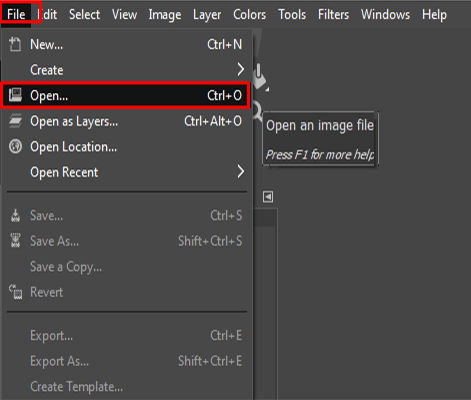 File Edit Select View Image Layer Colors Tools Filters Windows Help
New... Ctrl+N
Create
Open... Ctrl+O
Open an image file
Open as Layers... Ctrl+Alt+O
Press F1 for more help
Open Location...
Open Recent
Save... Ctrl+S
Save As... Shift+Ctrl+S
Save a Copy...
Revert
Export... Ctrl+E
Export As... Shift+Ctrl+E
Create Template...